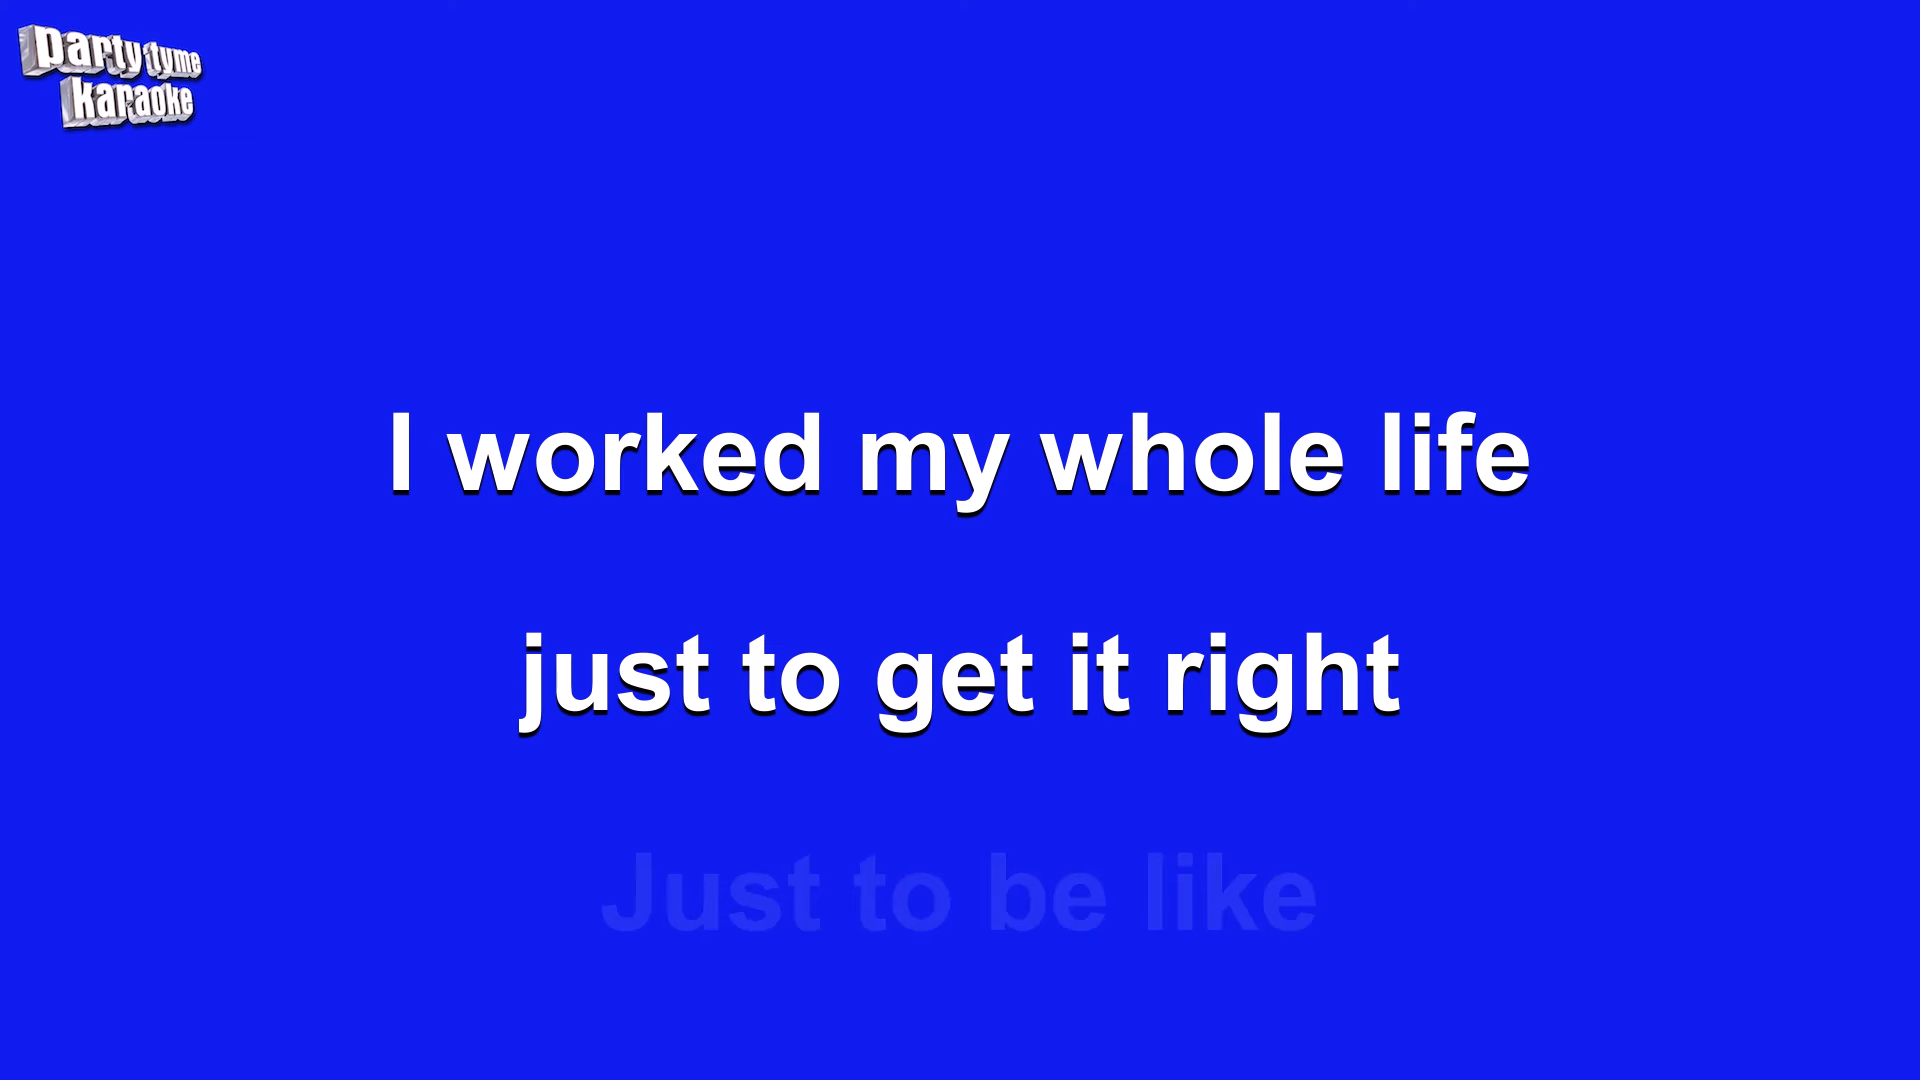 party tyme
karaoke
I worked my whole life
just to get it right
Just to be like